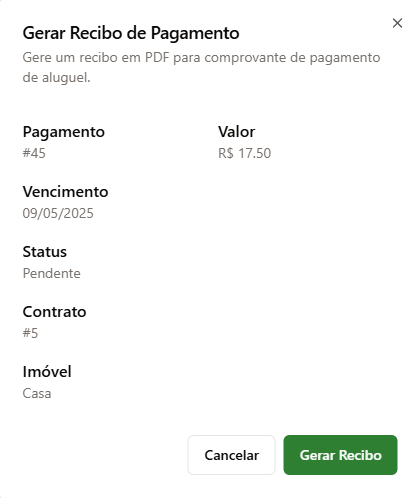 Gerar Recibo de Pagamento
Gere um recibo em PDF para comprovante de pagamento
de aluguel.
Pagamento
#45
Valor
R$ 17.50
Vencimento
09/05/2025
Status
Pendente
Contrato
#5
Imóvel
Casa
Cancelar
Gerar Recibo